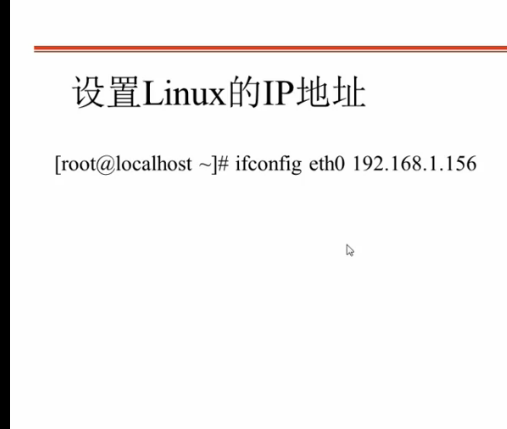 设置Linux的IP地址
[root@localhost ~]# ifconfig eth0 192.168.1.156